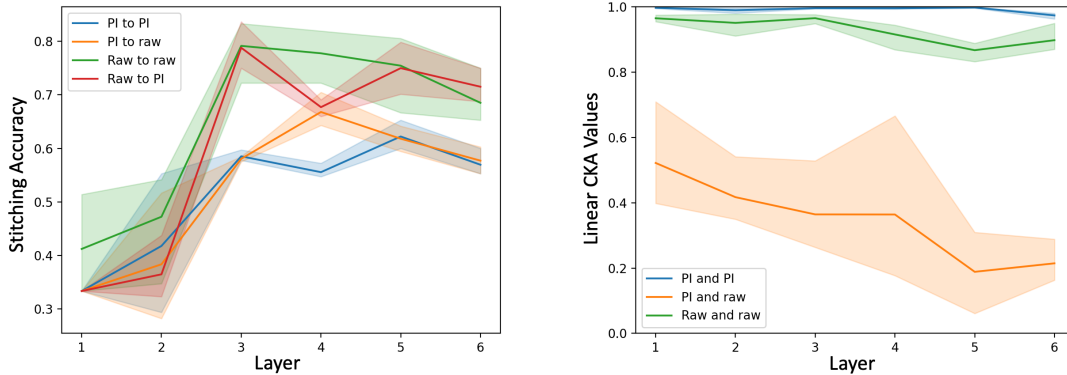 PI to PI
PI to raw
Raw to raw
Raw to PI
Stitching Accuracy
0.8
0.7
0.6
0.5
0.4
0.3
1 2 3 4 5 6
Layer
Linear CKA Values
1.0
0.8
0.6
0.4
0.2
0.0
PI and PI
PI and raw
Raw and raw
1 2 3 4 5 6
Layer